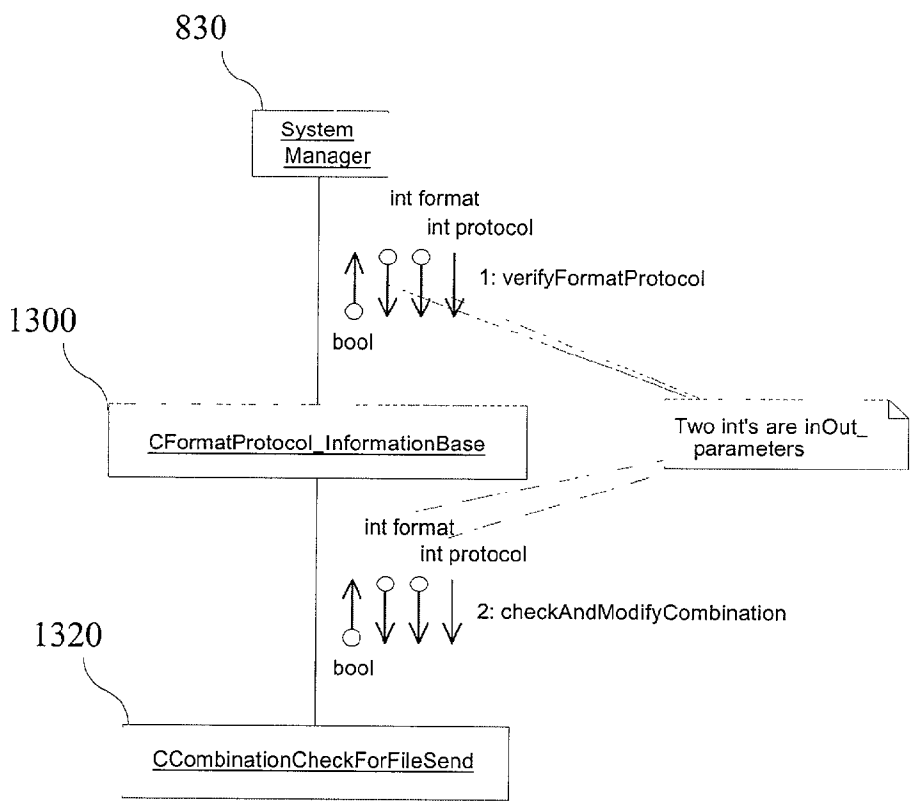 830
System
Manager
int format
int protocol
1: verifyFormatProtocol
bool
1300
CFormatProtocol_InformationBase
Two int's are inOut_
parameters
int format
int protocol
2: checkAndModifyCombination
bool
1320
CCombinationCheckForFileSend